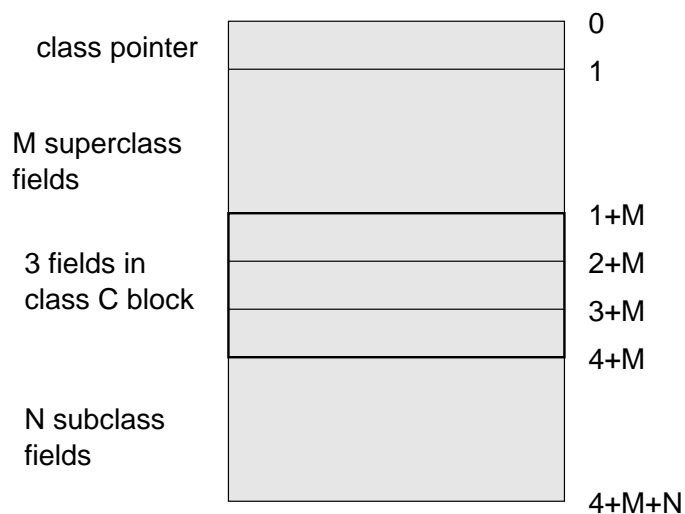 class pointer
0
1
M superclass
fields
1+M
3 fields in
class C block
2+M
3+M
4+M
N subclass
fields
4+M+N